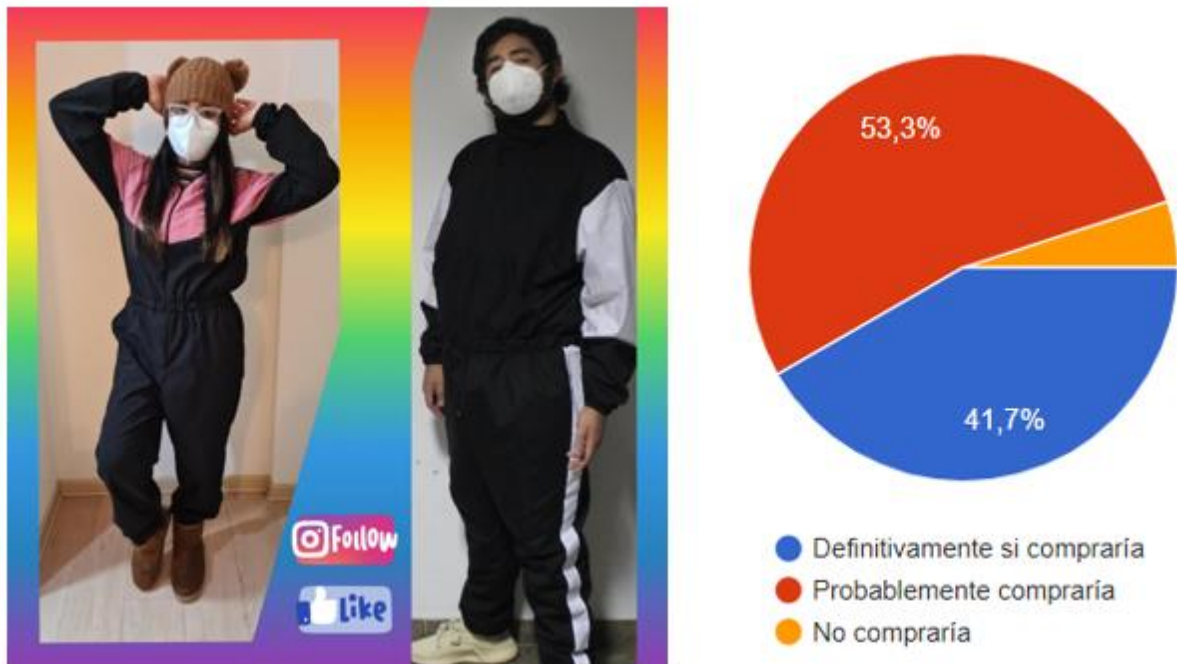 Follow
Like
53,3%
41,7%
Definitivamente si compraría
Probablemente compraría
No compraría